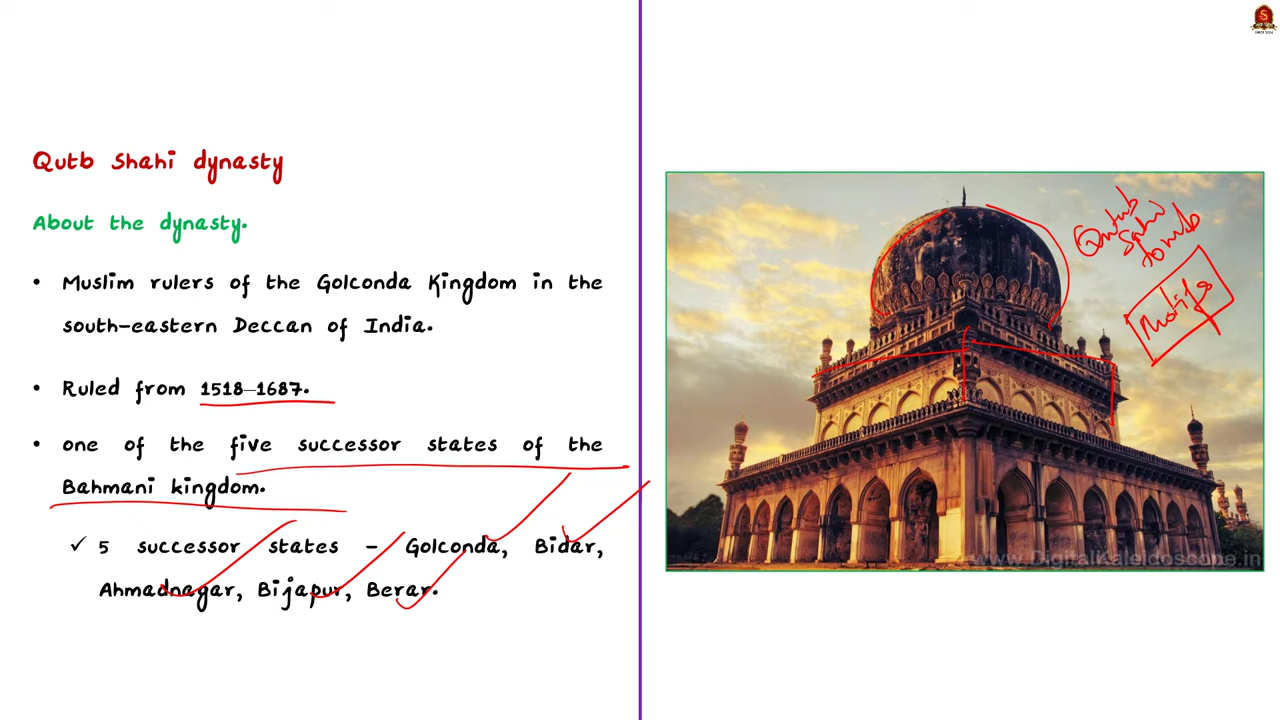 Qutb Shahi dynasty
About the dynasty.
• Muslim rulers of the Golconda Kingdom in the
south-eastern Deccan of India.
• Ruled from 1518–1687.
• one of the five successor states of the
Bahmani kingdom.
✓ 5 successor states – Golconda, Bidar,
Ahmadnagar, Bijapur, Berar.
Qutub
Sahi
tomb
Motifs
www.DigitalKaleidoscope.in